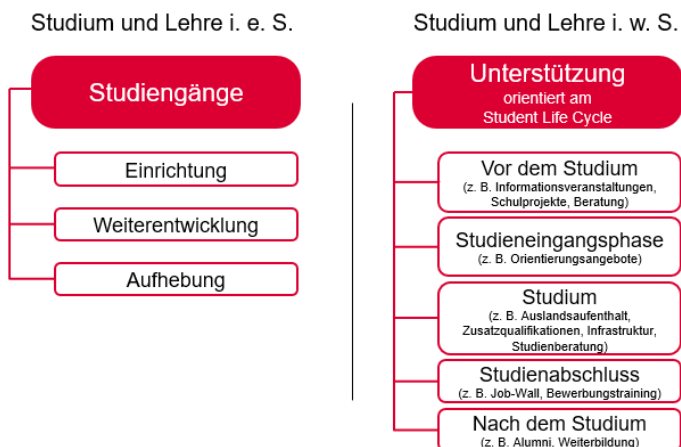 Studium und Lehre i. e. S.
Studiengänge
Einrichtung
Weiterentwicklung
Aufhebung
Studium und Lehre i. w. S.
Unterstützung
orientiert am
Student Life Cycle
Vor dem Studium
(z. B. Informationsveranstaltungen,
Schulprojekte, Beratung)
Studieneingangsphase
(z. B. Orientierungsangebote)
Studium
(z. B. Auslandsaufenthalt,
Zusatzqualifikationen, Infrastruktur,
Studienberatung)
Studienabschluss
(z. B. Job-Wall, Bewerbungstraining)
Nach dem Studium
(z. B. Alumni, Weiterbildung)